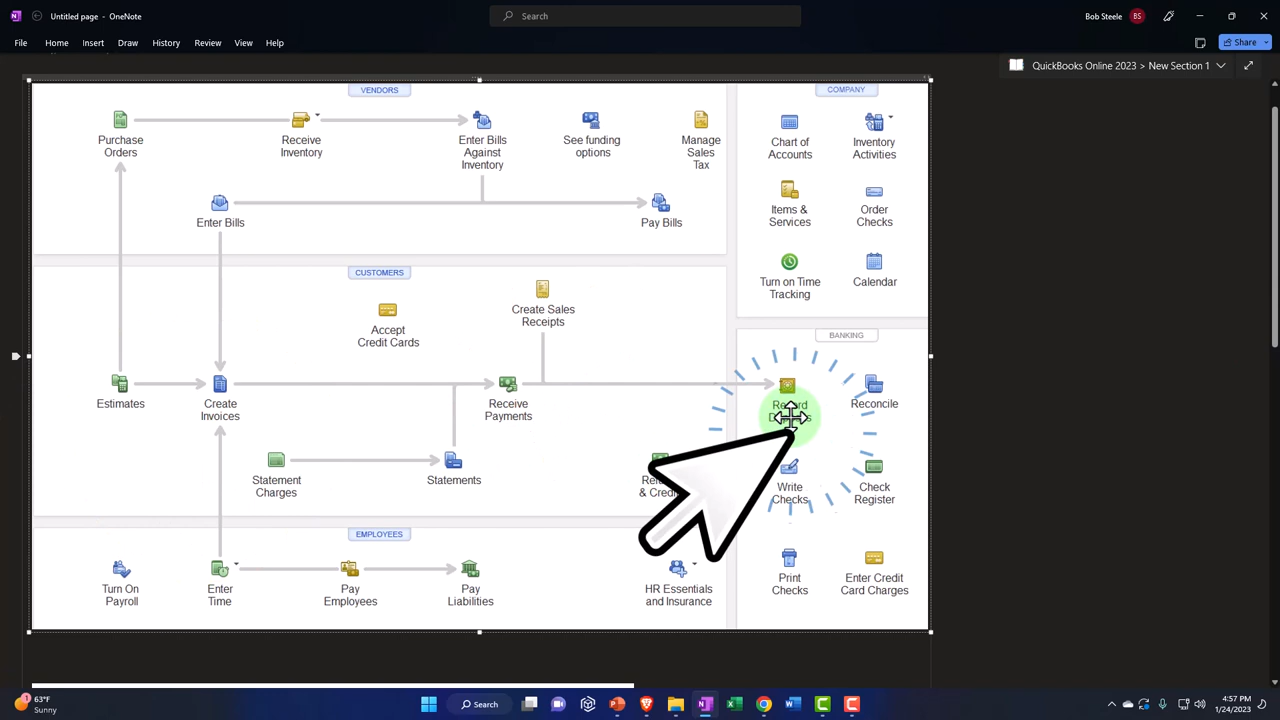 Untitled page - OneNote
Search
Bob Steele
BS
File Home Insert Draw History Review View Help
Share
QuickBooks Online 2023 > New Section 1
VENDORS
Purchase
Orders
Receive
Inventory
Enter Bills
Against
Inventory
See funding
options
Manage
Sales
Tax
Enter Bills
Pay Bills
COMPANY
Chart of
Accounts
Inventory
Activities
Items &
Services
Order
Checks
Turn on Time
Tracking
Calendar
CUSTOMERS
Create Sales
Receipts
Accept
Credit Cards
Estimates
Create
Invoices
Receive
Payments
Statement
Charges
Statements
& Credi
BANKING
Reconcile
Write
Checks
Check
Register
Print
Checks
Enter Credit
Card Charges
EMPLOYEES
Turn On
Payroll
Enter
Time
Pay
Employees
Pay
Liabilities
HR Essentials
and Insurance
1
63°F
Sunny
Search
4:57 PM
1/24/2023